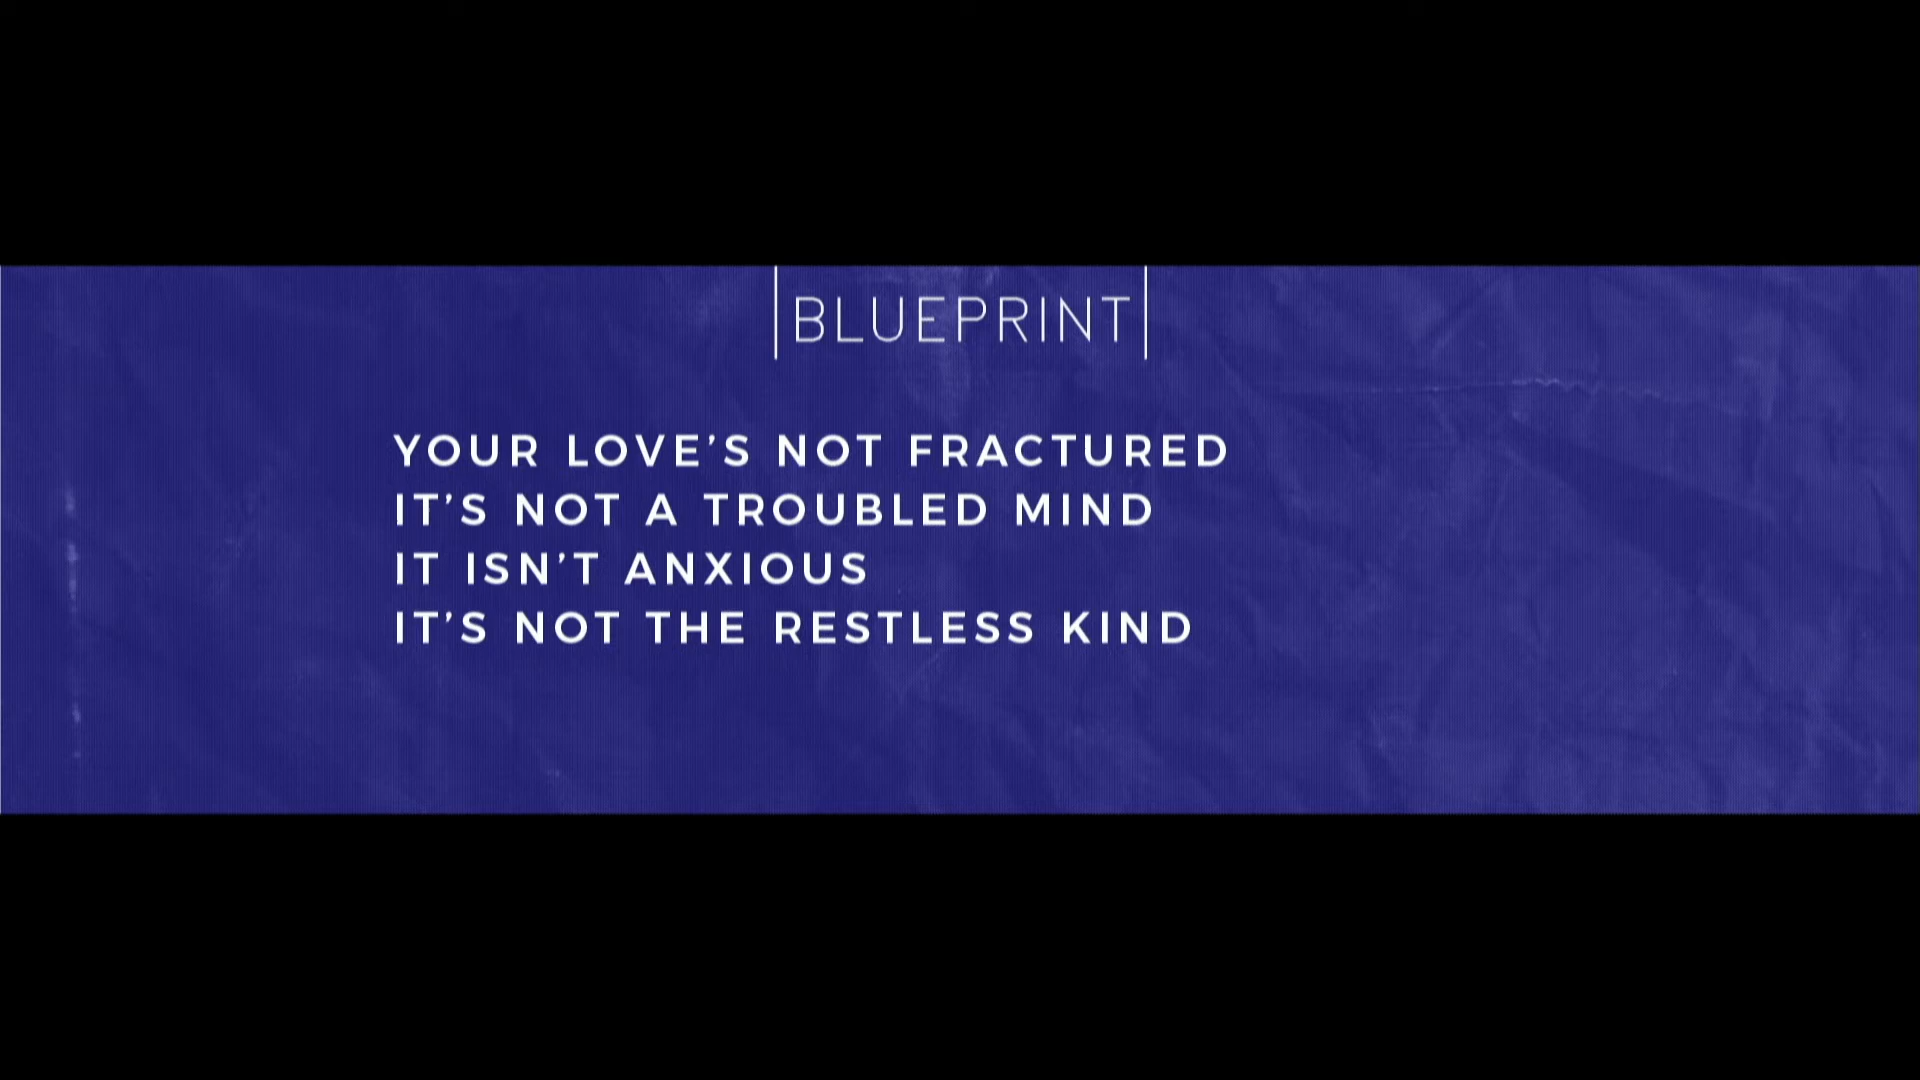 BLUEPRINT
YOUR LOVE’S NOT FRACTURED
IT’S NOT A TROUBLED MIND
IT ISN’T ANXIOUS
IT’S NOT THE RESTLESS KIND